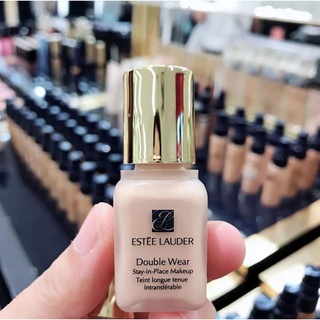 ESTĒE LAUDER
Double Wear
Stay-in-Place Makeup
Teint longue tenue
Intransférable